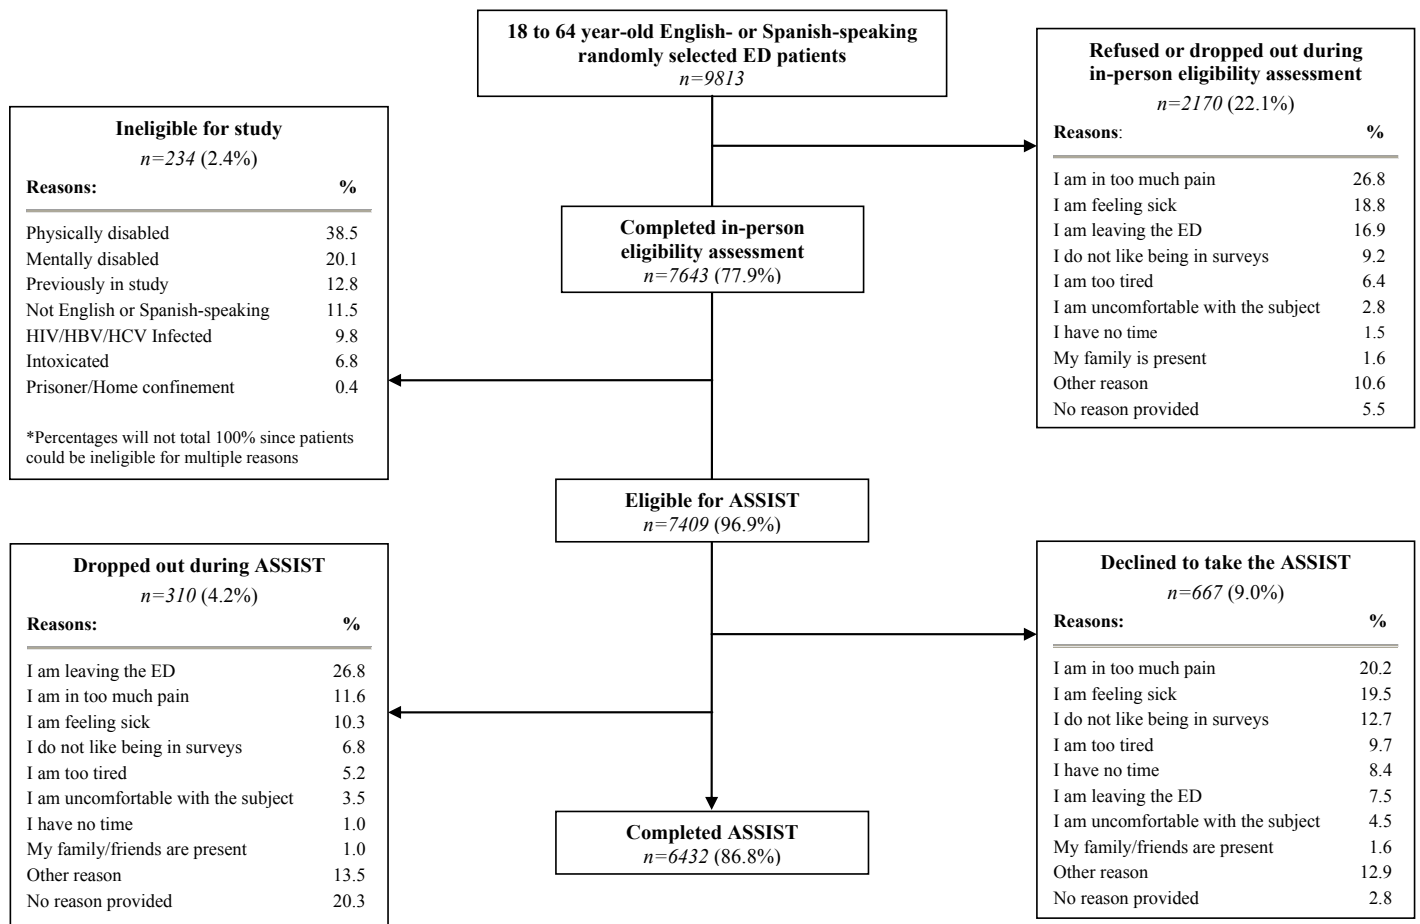 18 to 64 year-old English- or Spanish-speaking
randomly selected ED patients
n=9813
Refused or dropped out during
in-person eligibility assessment
n=2170 (22.1%)
Reasons: %
I am in too much pain 26.8
I am feeling sick 18.8
I am leaving the ED 16.9
I do not like being in surveys 9.2
I am too tired 6.4
I am uncomfortable with the subject 2.8
I have no time 1.5
My family is present 1.6
Other reason 10.6
No reason provided 5.5
Ineligible for study
n=234 (2.4%)
Reasons: %
Physically disabled 38.5
Mentally disabled 20.1
Previously in study 12.8
Not English or Spanish-speaking 11.5
HIV/HBV/HCV Infected 9.8
Intoxicated 6.8
Prisoner/Home confinement 0.4
*Percentages will not total 100% since patients
could be ineligible for multiple reasons
Completed in-person
eligibility assessment
n=7643 (77.9%)
Eligible for ASSIST
n=7409 (96.9%)
Dropped out during ASSIST
n=310 (4.2%)
Reasons: %
I am leaving the ED 26.8
I am in too much pain 11.6
I am feeling sick 10.3
I do not like being in surveys 6.8
I am too tired 5.2
I am uncomfortable with the subject 3.5
I have no time 1.0
My family/friends are present 1.0
Other reason 13.5
No reason provided 20.3
Declined to take the ASSIST
n=667 (9.0%)
Reasons: %
I am in too much pain 20.2
I am feeling sick 19.5
I do not like being in surveys 12.7
I am too tired 9.7
I have no time 8.4
I am leaving the ED 7.5
I am uncomfortable with the subject 4.5
My family/friends are present 1.6
Other reason 12.9
No reason provided 2.8
Completed ASSIST
n=6432 (86.8%)